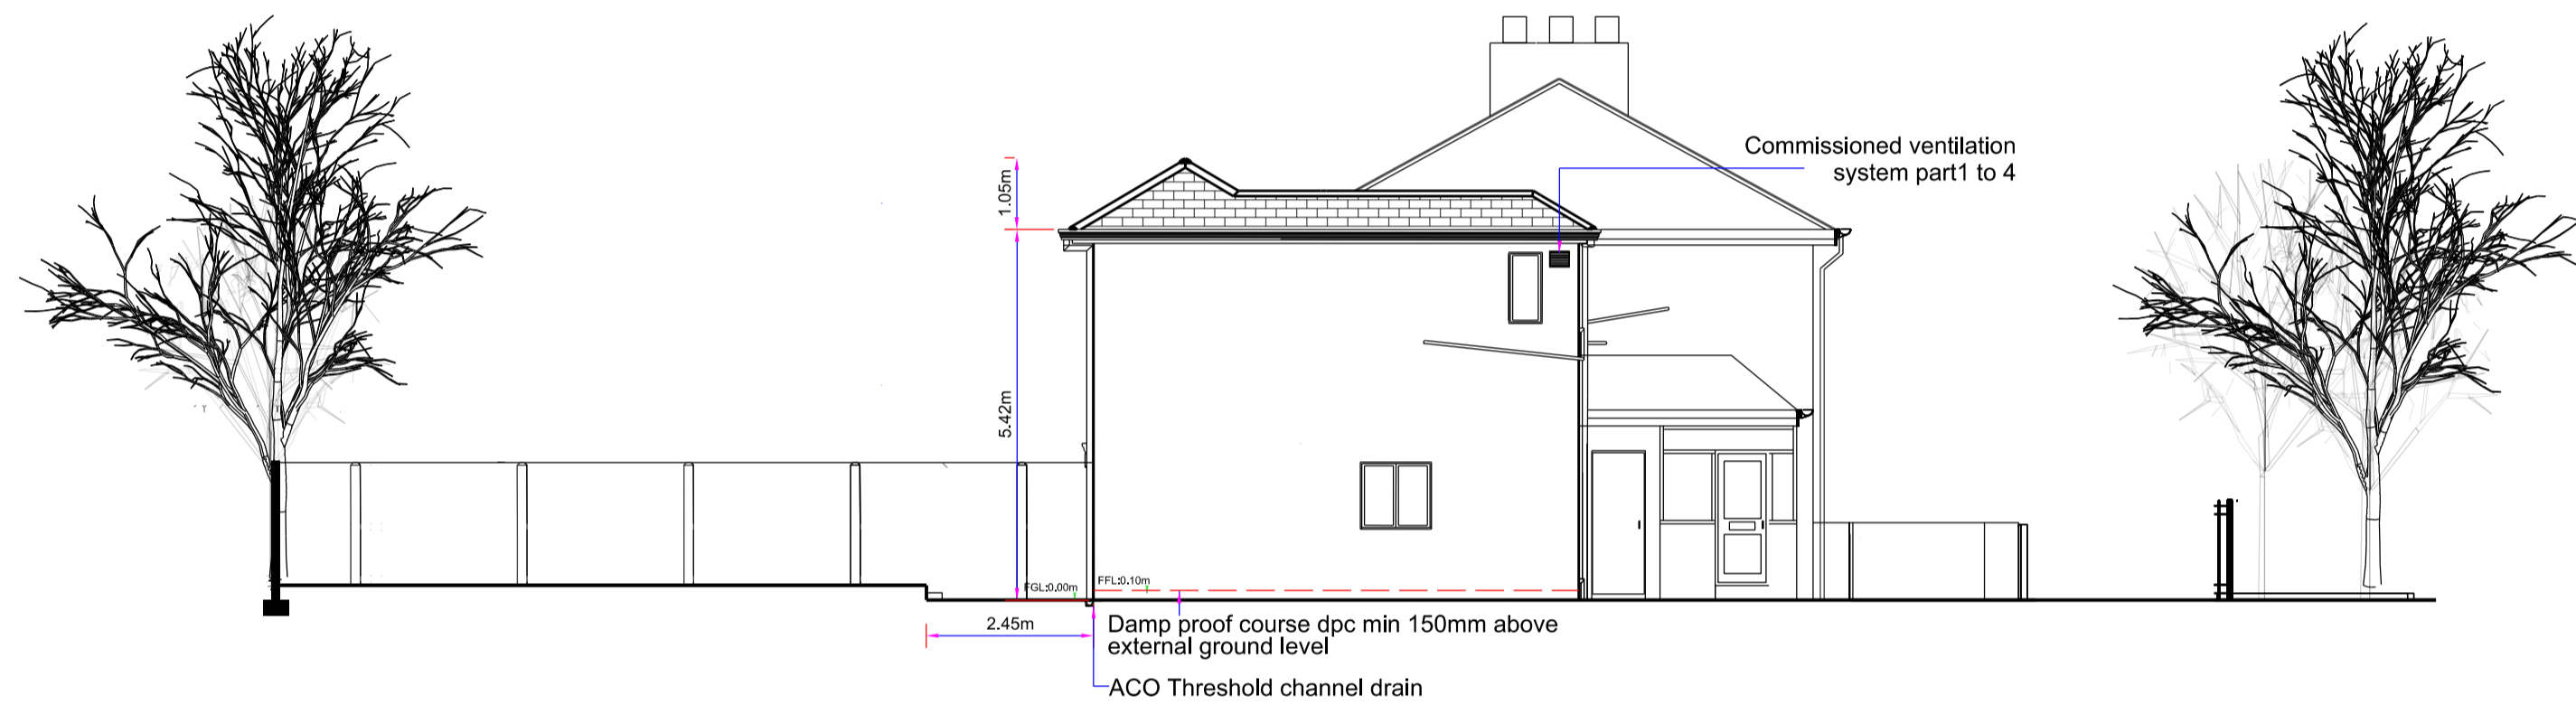 Commissioned ventilation
system part1 to 4
1.05m
5.42m
FGL:0.00m
FFL:0.10m
2.45m
Damp proof course dpc min 150mm above
external ground level
ACO Threshold channel drain